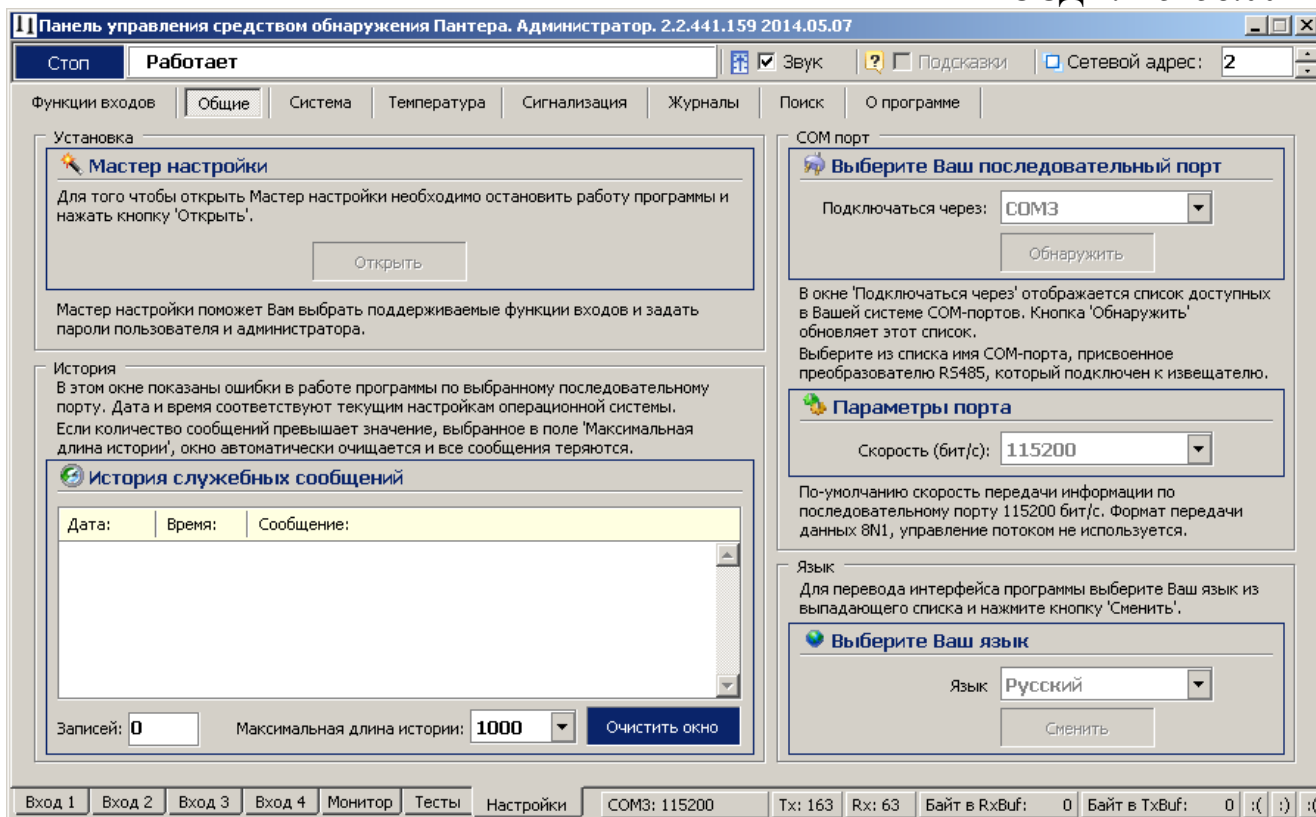 Панель управления средством обнаружения Пантера. Администратор. 2.2.441.159 2014.05.07
Стоп Работает Звук Подсказки Сетевой адрес: 2
Функции входов Общие Система Температура Сигнализация Журналы Поиск О программе
Установка
Мастер настройки
Для того чтобы открыть Мастер настройки необходимо остановить работу программы и
нажать кнопку 'Открыть'.
Открыть
Мастер настройки поможет Вам выбрать поддерживаемые функции входов и задать
пароли пользователя и администратора.
История
В этом окне показаны ошибки в работе программы по выбранному последовательному
порту. Дата и время соответствуют текущим настройкам операционной системы.
Если количество сообщений превышает значение, выбранное в поле 'Максимальная
длина истории', окно автоматически очищается и все сообщения теряются.
История служебных сообщений
Дата: Время: Сообщение:
Записей: 0 Максимальная длина истории: 1000 Очистить окно
COM порт
Выберите Ваш последовательный порт
Подключаться через: COM3
Обнаружить
В окне 'Подключаться через' отображается список доступных
в Вашей системе COM-портов. Кнопка 'Обнаружить'
обновляет этот список.
Выберите из списка имя COM-порта, присвоенное
преобразователю RS485, который подключен к извещателю.
Параметры порта
Скорость (бит/с): 115200
По-умолчанию скорость передачи информации по
последовательному порту 115200 бит/с. Формат передачи
данных 8N1, управление потоком не используется.
Язык
Для перевода интерфейса программы выберите Ваш язык из
выпадающего списка и нажмите кнопку 'Сменить'.
Выберите Ваш язык
Язык Русский
Сменить
Вход 1 Вход 2 Вход 3 Вход 4 Монитор Тесты Настройки COM3: 115200 Tx: 163 Rx: 63 Байт в RxBuf: 0 Байт в TxBuf: 0 :( :) :(